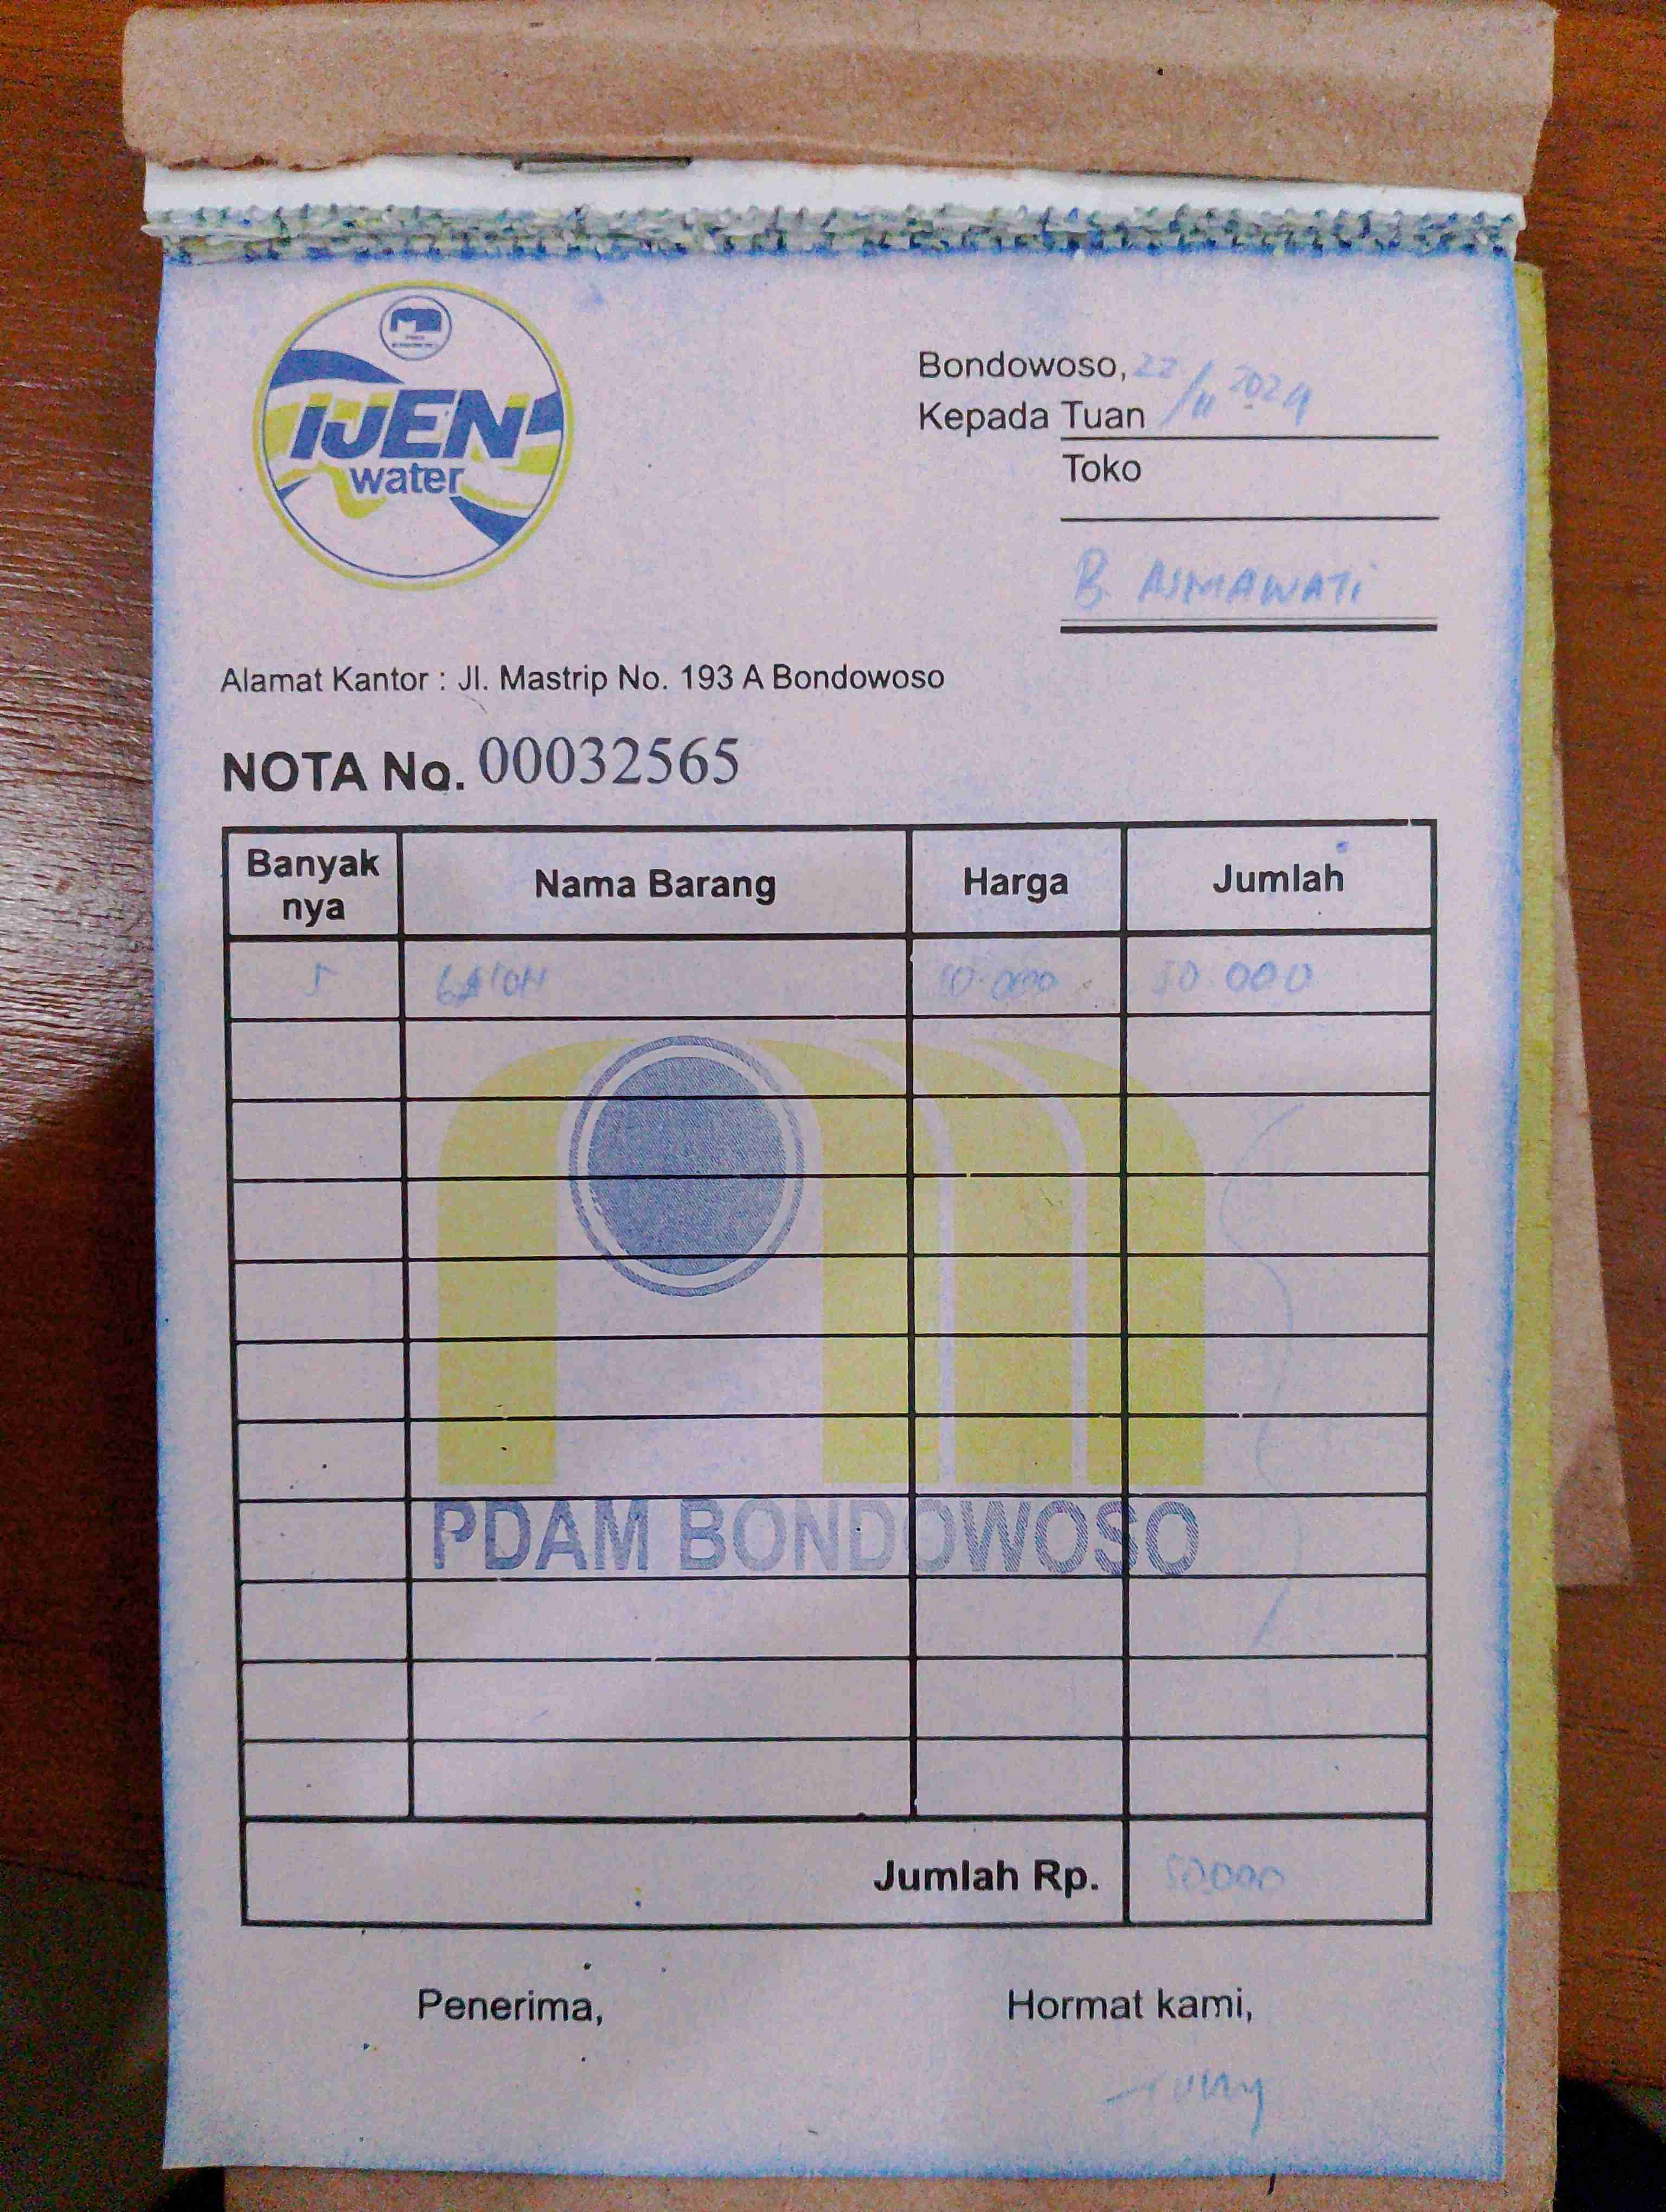 IJEN
water
Bondowoso, 22/11 2024
Kepada Tuan
Toko
B. ASMAWATI
Alamat Kantor : Jl. Mastrip No. 193 A Bondowoso
NOTA No. 00032565
Banyak nya Nama Barang Harga Jumlah
5 GALON 10.000 50.000
PDAM BONDOWOSO
Jumlah Rp. 50.000
Penerima, Hormat kami,